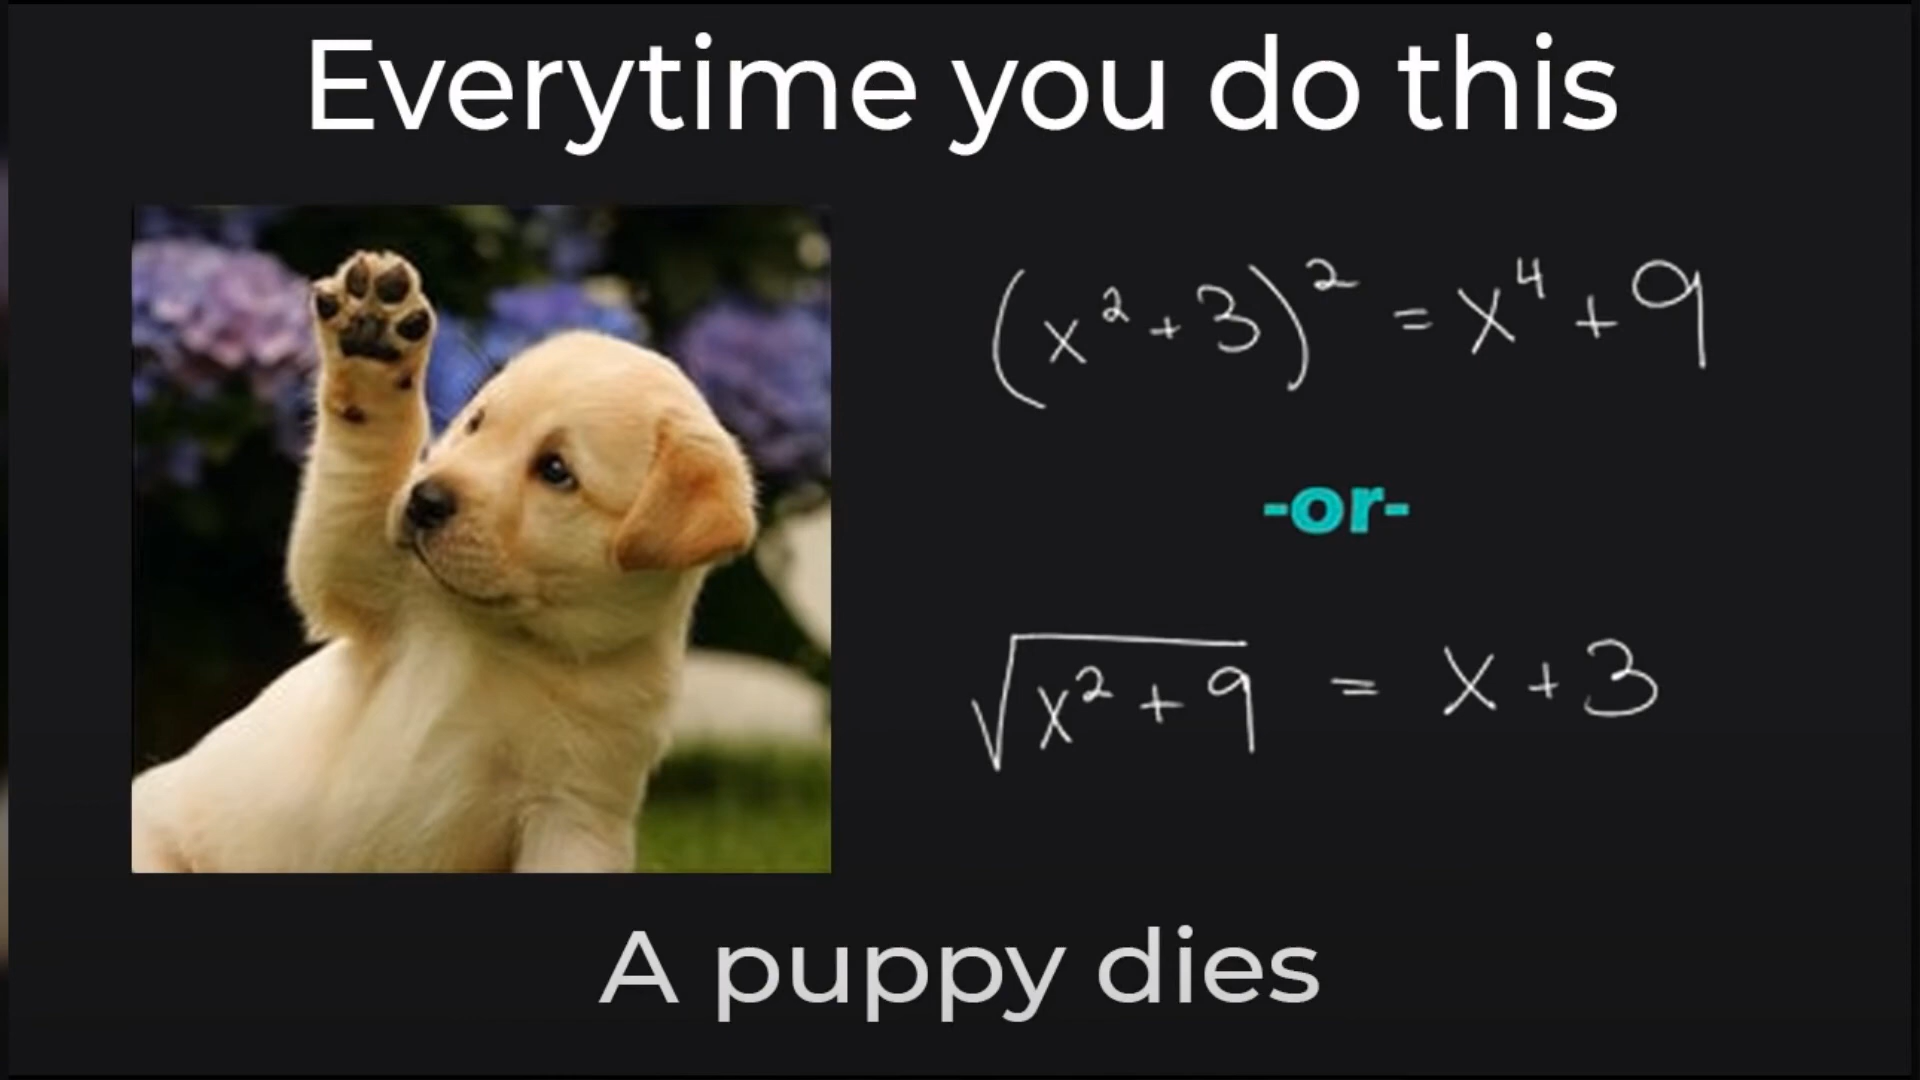 Everytime you do this
(x² + 3)² = x⁴ + 9
-or-
√(x² + 9) = x + 3
A puppy dies